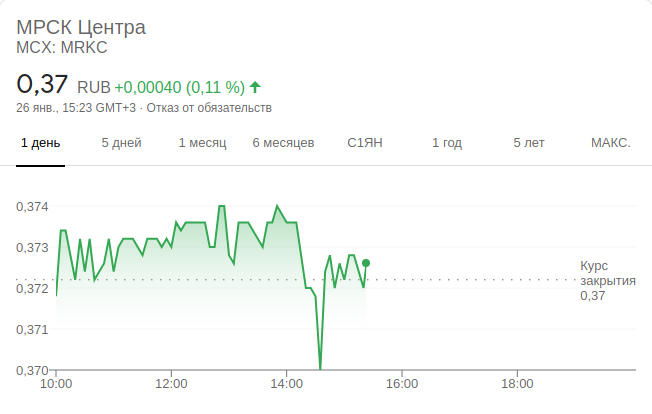 МРСК Центра
MCX: MRKC
0,37 RUB +0,00040 (0,11 %)
26 янв., 15:23 GMT+3 · Отказ от обязательств
1 день 5 дней 1 месяц 6 месяцев С1ЯН 1 год 5 лет МАКС.
0,374
0,373
0,372
0,371
0,370
Курс
закрытия
0,37
10:00 12:00 14:00 16:00 18:00